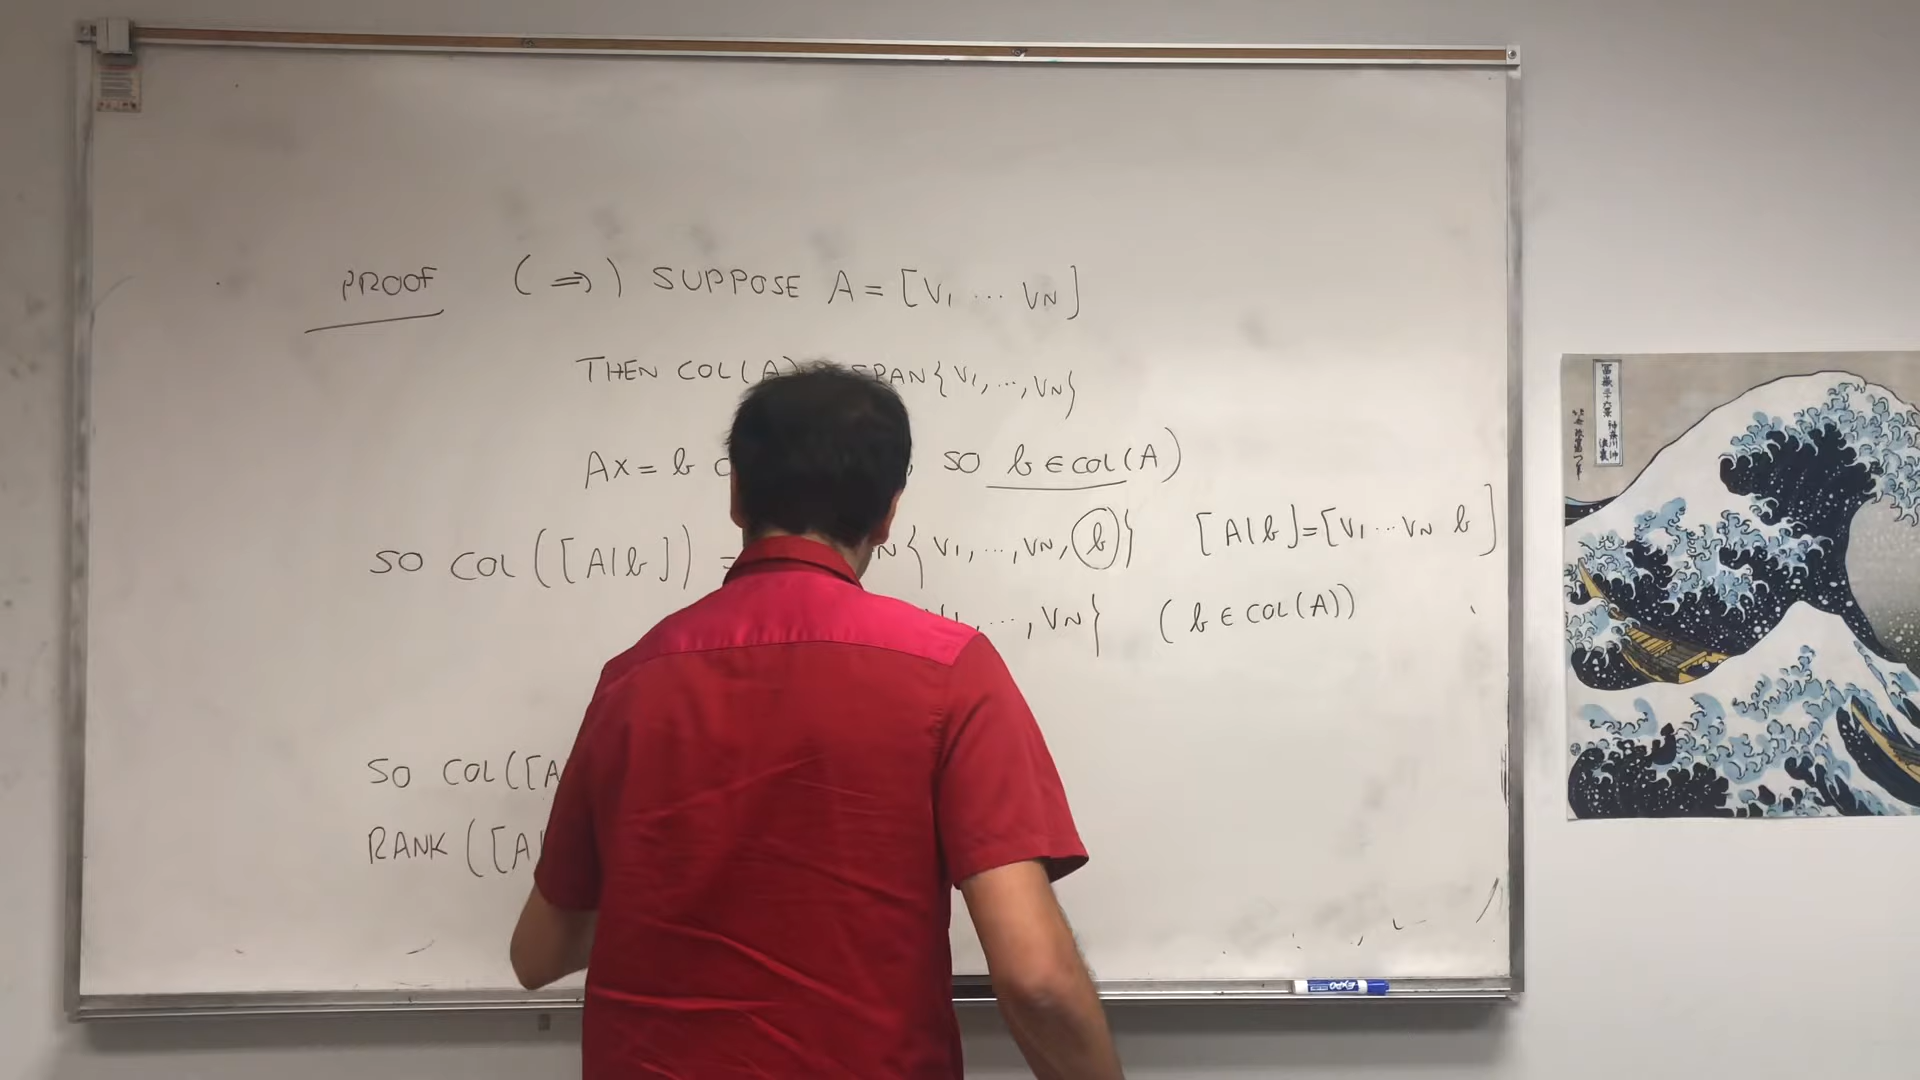 PROOF (⇒) SUPPOSE A = [V1 ... VN]
THEN COL(A) SPAN{V1, ..., VN}
AX = b , SO b ∈ COL(A)
SO COL([A|b]) = N{V1, ..., VN, b} [A|b] = [V1 ... VN b]
V1, ..., VN} (b ∈ COL(A))
SO COL([A
RANK([A|
EXPO